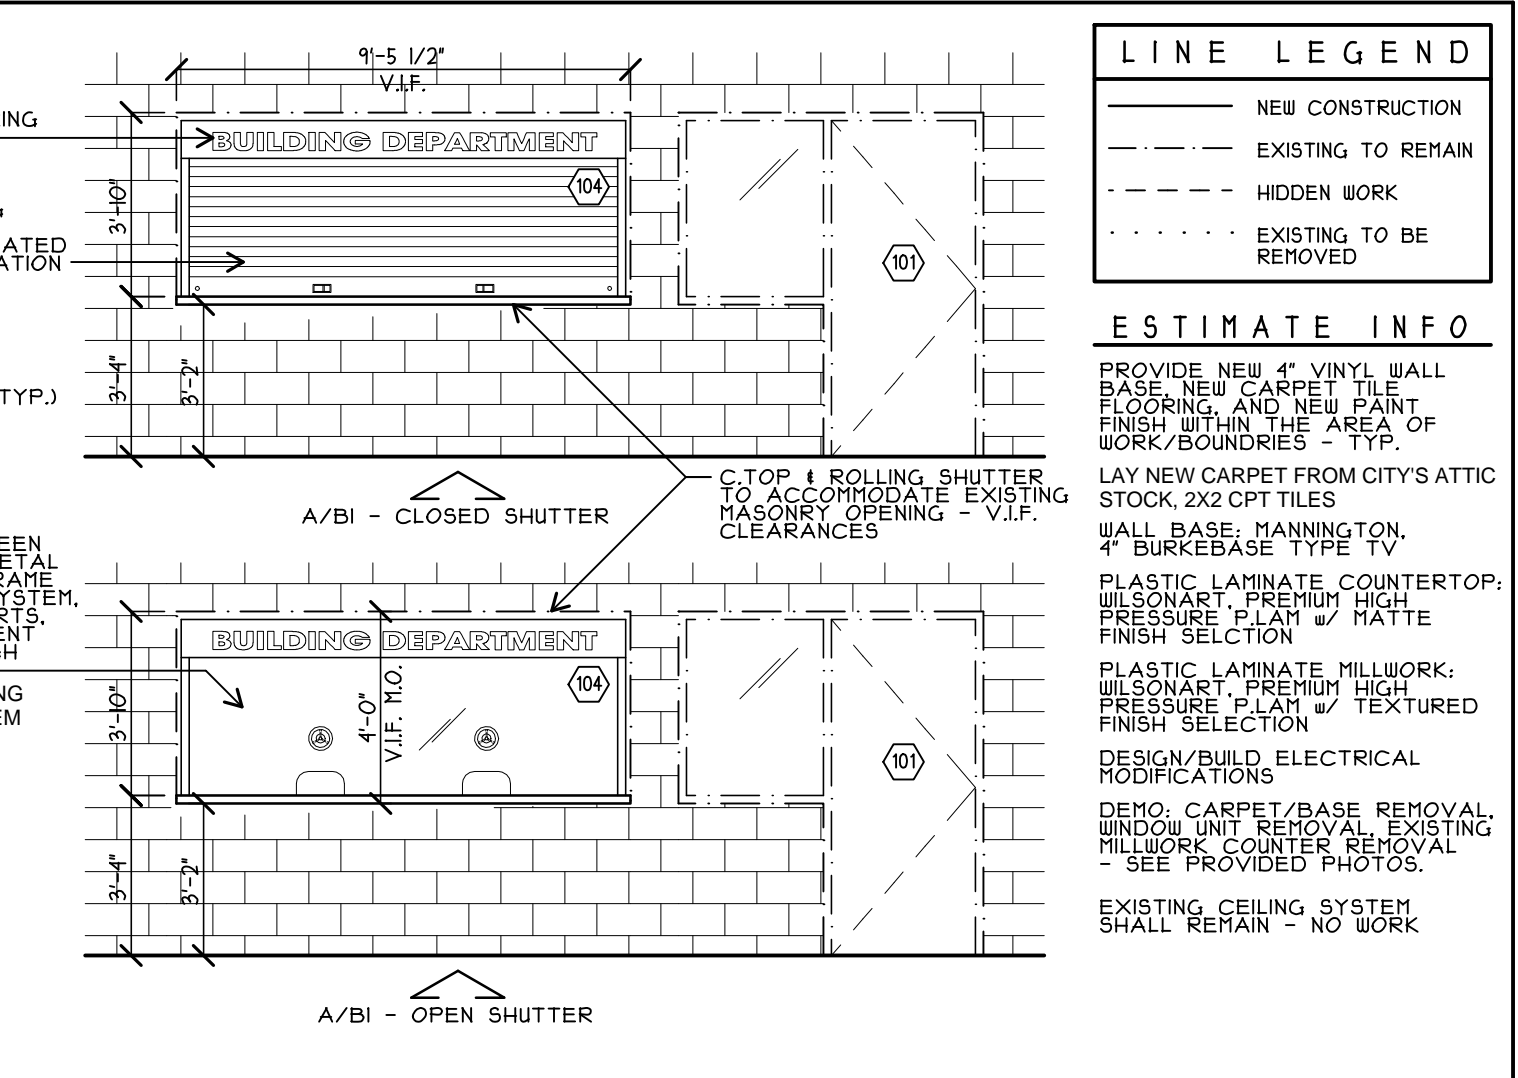 9'-5 1/2"
V.I.F.
ING
BUILDING DEPARTMENT
104
3'-10"
ATED
ATION
101
3'-4"
3'-2"
TYP.)
C.TOP & ROLLING SHUTTER
TO ACCOMMODATE EXISTING
MASONRY OPENING - V.I.F.
CLEARANCES
A/B1 - CLOSED SHUTTER
EEN
ETAL
RAME
YSTEM,
RTS,
ENT
GH
NG
EM
BUILDING DEPARTMENT
104
3'-10"
4'-0"
V.I.F. M.O.
101
3'-4"
3'-2"
A/B1 - OPEN SHUTTER
LINE LEGEND
NEW CONSTRUCTION
EXISTING TO REMAIN
HIDDEN WORK
EXISTING TO BE
REMOVED
ESTIMATE INFO
PROVIDE NEW 4" VINYL WALL
BASE, NEW CARPET TILE
FLOORING, AND NEW PAINT
FINISH WITHIN THE AREA OF
WORK/BOUNDRIES - TYP.
LAY NEW CARPET FROM CITY'S ATTIC
STOCK, 2X2 CPT TILES
WALL BASE: MANNINGTON,
4" BURKEBASE TYPE TV
PLASTIC LAMINATE COUNTERTOP:
WILSONART, PREMIUM HIGH
PRESSURE P.LAM w/ MATTE
FINISH SELCTION
PLASTIC LAMINATE MILLWORK:
WILSONART, PREMIUM HIGH
PRESSURE P.LAM w/ TEXTURED
FINISH SELECTION
DESIGN/BUILD ELECTRICAL
MODIFICATIONS
DEMO: CARPET/BASE REMOVAL,
WINDOW UNIT REMOVAL, EXISTING
MILLWORK COUNTER REMOVAL
- SEE PROVIDED PHOTOS.
EXISTING CEILING SYSTEM
SHALL REMAIN - NO WORK